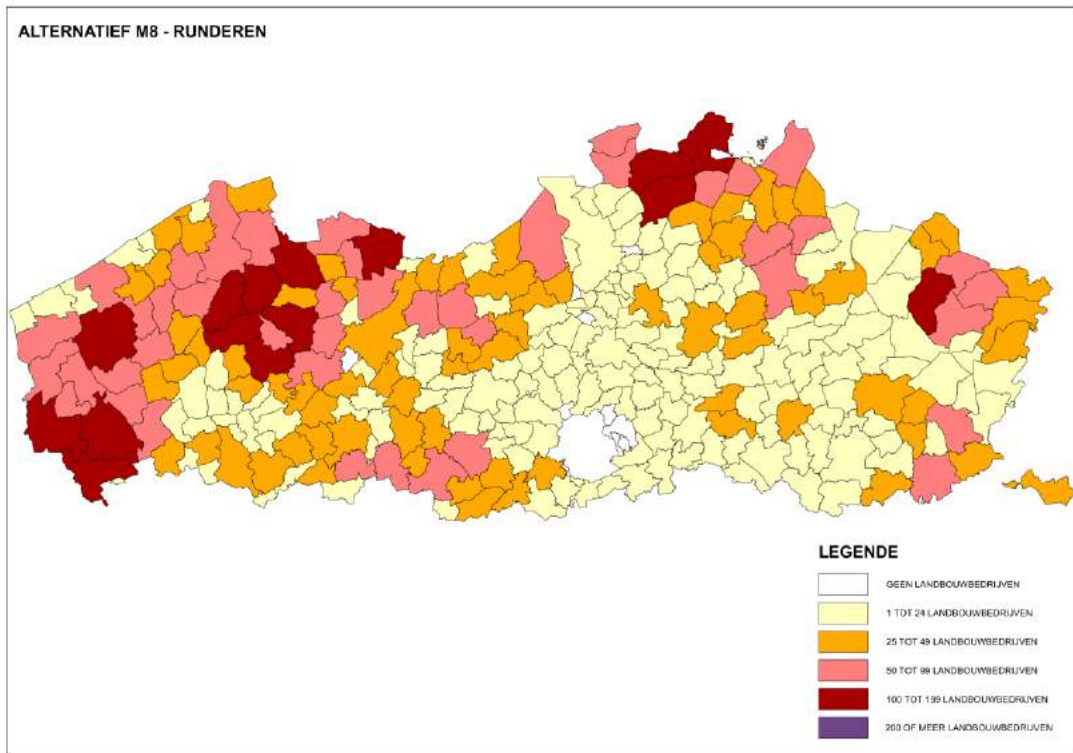 ALTERNATIEF M8 - RUNDEREN
LEGENDE
GEEN LANDBOUWBEDRIJVEN
1 TOT 24 LANDBOUWBEDRIJVEN
25 TOT 49 LANDBOUWBEDRIJVEN
50 TOT 99 LANDBOUWBEDRIJVEN
100 TOT 199 LANDBOUWBEDRIJVEN
200 OF MEER LANDBOUWBEDRIJVEN